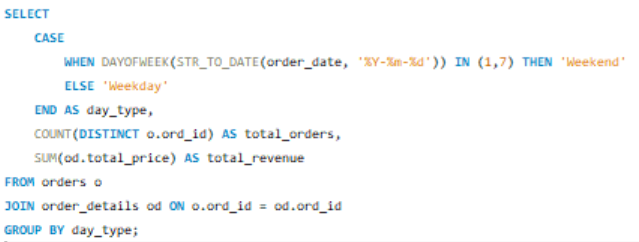 SELECT
CASE
WHEN DAYOFWEEK(STR_TO_DATE(order_date, '%Y-%m-%d')) IN (1,7) THEN 'Weekend'
ELSE 'Weekday'
END AS day_type,
COUNT(DISTINCT o.ord_id) AS total_orders,
SUM(od.total_price) AS total_revenue
FROM orders o
JOIN order_details od ON o.ord_id = od.ord_id
GROUP BY day_type;